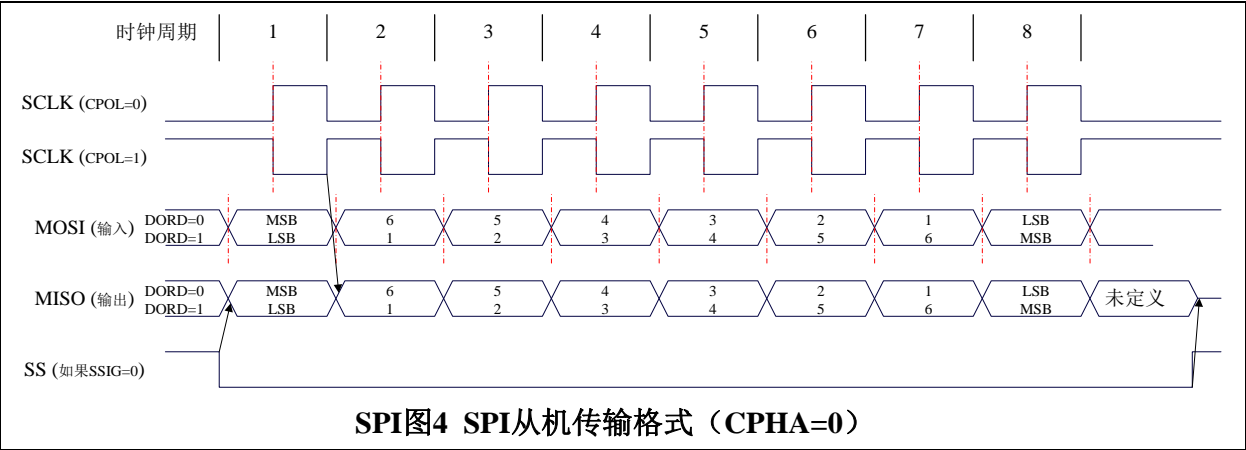 时钟周期 1 2 3 4 5 6 7 8
SCLK (CPOL=0)
SCLK (CPOL=1)
MOSI (输入) DORD=0 MSB 6 5 4 3 2 1 LSB
DORD=1 LSB 1 2 3 4 5 6 MSB
MISO (输出) DORD=0 MSB 6 5 4 3 2 1 LSB 未定义
DORD=1 LSB 1 2 3 4 5 6 MSB
SS (如果SSIG=0)
SPI图4 SPI从机传输格式（CPHA=0）